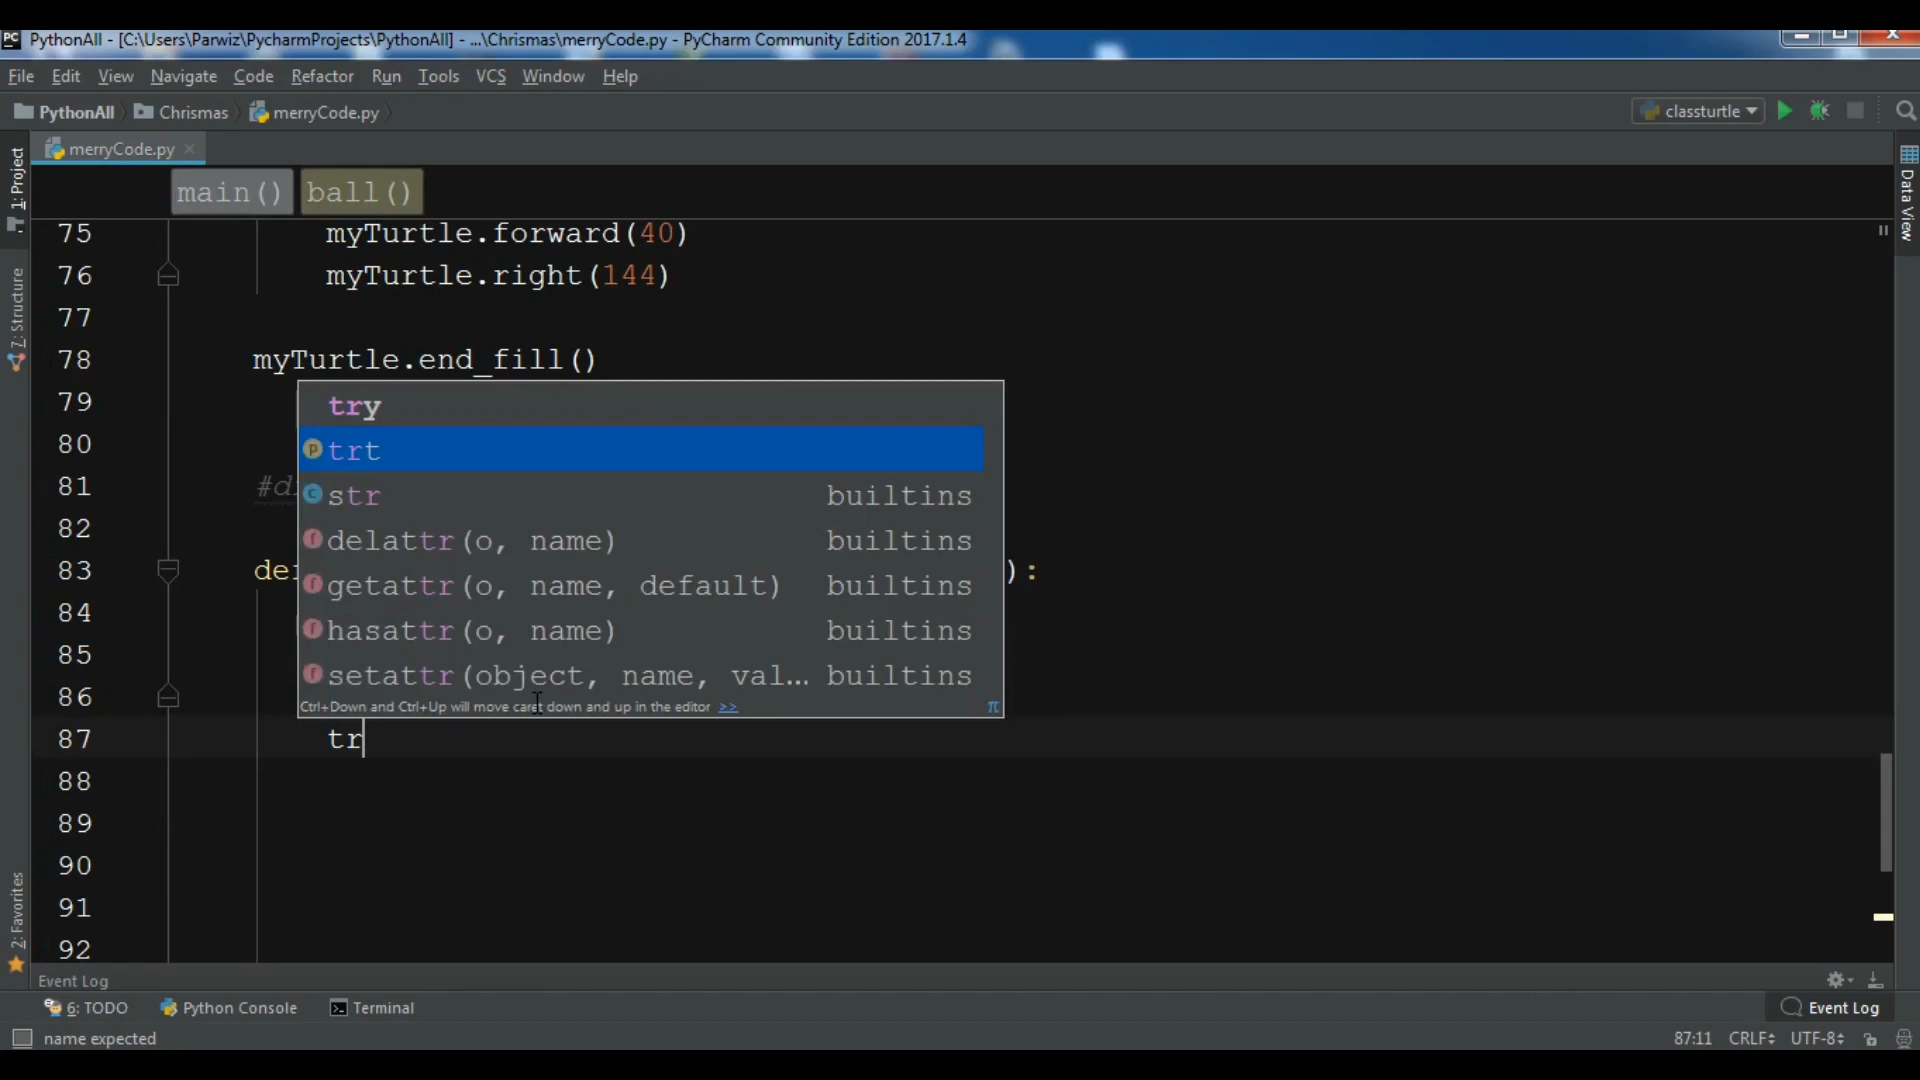 PC PythonAll - [C:\Users\Parwiz\PycharmProjects\PythonAll] - ...\Chrismas\merryCode.py - PyCharm Community Edition 2017.1.4
File Edit View Navigate Code Refactor Run Tools VCS Window Help
PythonAll Chrismas merryCode.py classturtle
merryCode.py
main() ball()
75 myTurtle.forward(40)
76 myTurtle.right(144)
77
78 myTurtle.end_fill()
79 try
80 trt
81
str builtins
82
delattr(o, name) builtins
83 ):
getattr(o, name, default) builtins
84
hasattr(o, name) builtins
85
setattr(object, name, val... builtins
86
Ctrl+Down and Ctrl+Up will move caret down and up in the editor >> π
87 tr
88
89
90
91
92
1: Project
7: Structure
2: Favorites
Data View
Event Log
6: TODO Python Console Terminal Event Log
name expected 87:11 CRLF UTF-8